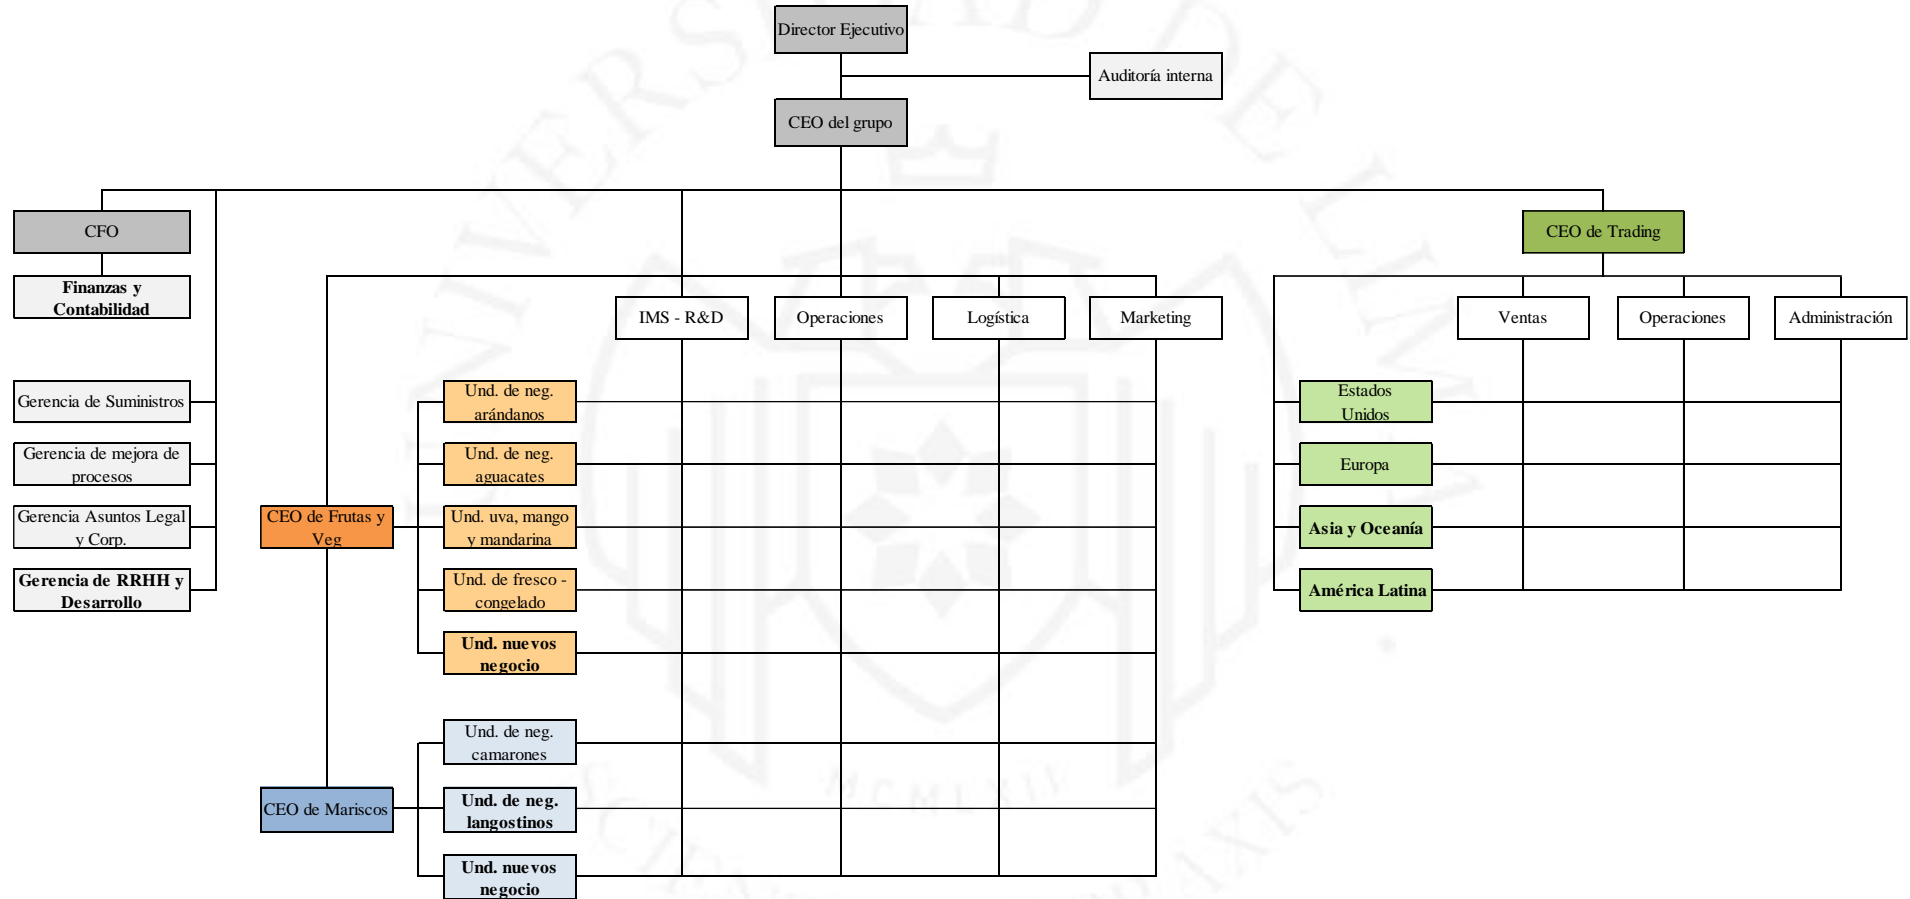 Director Ejecutivo
Auditoría interna
CEO del grupo
CFO
CEO de Trading
Finanzas y
Contabilidad
IMS - R&D
Operaciones
Logística
Marketing
Ventas
Operaciones
Administración
Gerencia de Suministros
Gerencia de mejora de
procesos
Gerencia Asuntos Legal
y Corp.
Gerencia de RRHH y
Desarrollo
CEO de Frutas y
Veg
Und. de neg.
arándanos
Und. de neg.
aguacates
Und. uva, mango
y mandarina
Und. de fresco -
congelado
Und. nuevos
negocio
Estados
Unidos
Europa
Asia y Oceanía
América Latina
CEO de Mariscos
Und. de neg.
camarones
Und. de neg.
langostinos
Und. nuevos
negocio
UNIVERSIDAD DE LIMA
MCMLXII